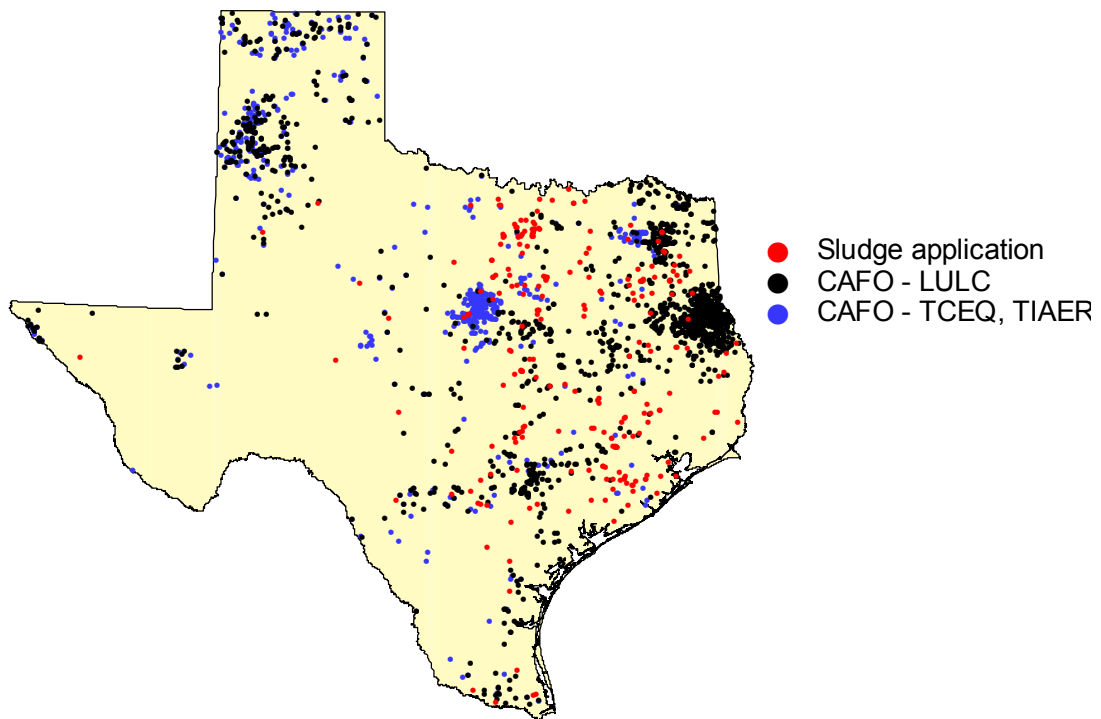 Sludge application
CAFO - LULC
CAFO - TCEQ, TIAER